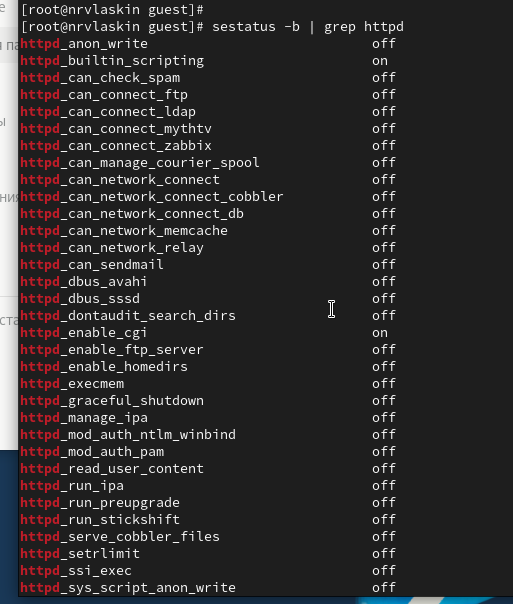 [root@nrvlaskin guest]#
[root@nrvlaskin guest]# sestatus -b | grep httpd
httpd_anon_write off
httpd_builtin_scripting on
httpd_can_check_spam off
httpd_can_connect_ftp off
httpd_can_connect_ldap off
httpd_can_connect_mythtv off
httpd_can_connect_zabbix off
httpd_can_manage_courier_spool off
httpd_can_network_connect off
httpd_can_network_connect_cobbler off
httpd_can_network_connect_db off
httpd_can_network_memcache off
httpd_can_network_relay off
httpd_can_sendmail off
httpd_dbus_avahi off
httpd_dbus_sssd off
httpd_dontaudit_search_dirs off
httpd_enable_cgi on
httpd_enable_ftp_server off
httpd_enable_homedirs off
httpd_execmem off
httpd_graceful_shutdown off
httpd_manage_ipa off
httpd_mod_auth_ntlm_winbind off
httpd_mod_auth_pam off
httpd_read_user_content off
httpd_run_ipa off
httpd_run_preupgrade off
httpd_run_stickshift off
httpd_serve_cobbler_files off
httpd_setrlimit off
httpd_ssi_exec off
httpd_sys_script_anon_write off